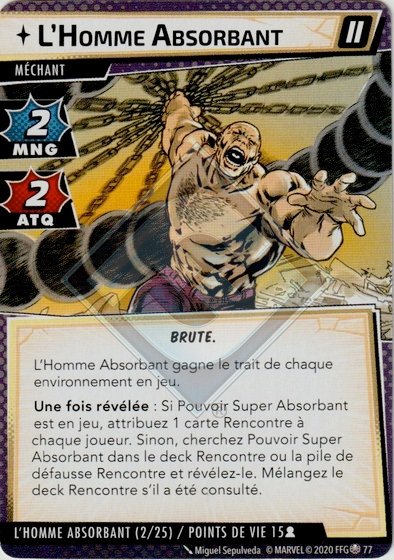 L'Homme Absorbant
II
MÉCHANT
2
MNG
2
ATQ
BRUTE.
L'Homme Absorbant gagne le trait de chaque
environnement en jeu.
Une fois révélée : Si Pouvoir Super Absorbant
est en jeu, attribuez 1 carte Rencontre à
chaque joueur. Sinon, cherchez Pouvoir Super
Absorbant dans le deck Rencontre ou la pile de
défausse Rencontre et révélez-le. Mélangez le
deck Rencontre s'il a été consulté.
L'HOMME ABSORBANT (2/25) / POINTS DE VIE 15
Miguel Sepulveda © MARVEL © 2020 FFG 77